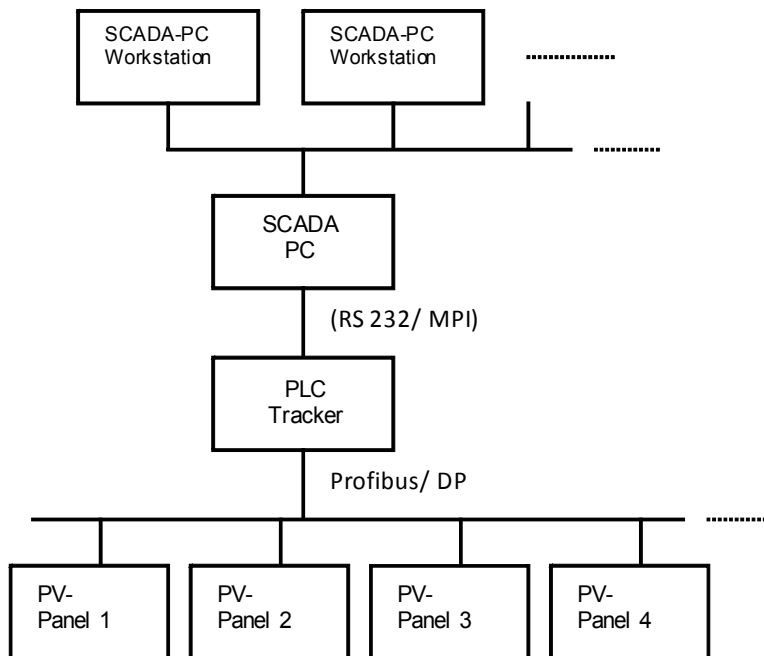 SCADA-PC
Workstation
SCADA-PC
Workstation
SCADA
PC
(RS 232/ MPI)
PLC
Tracker
Profibus/ DP
PV-
Panel 1
PV-
Panel 2
PV-
Panel 3
PV-
Panel 4